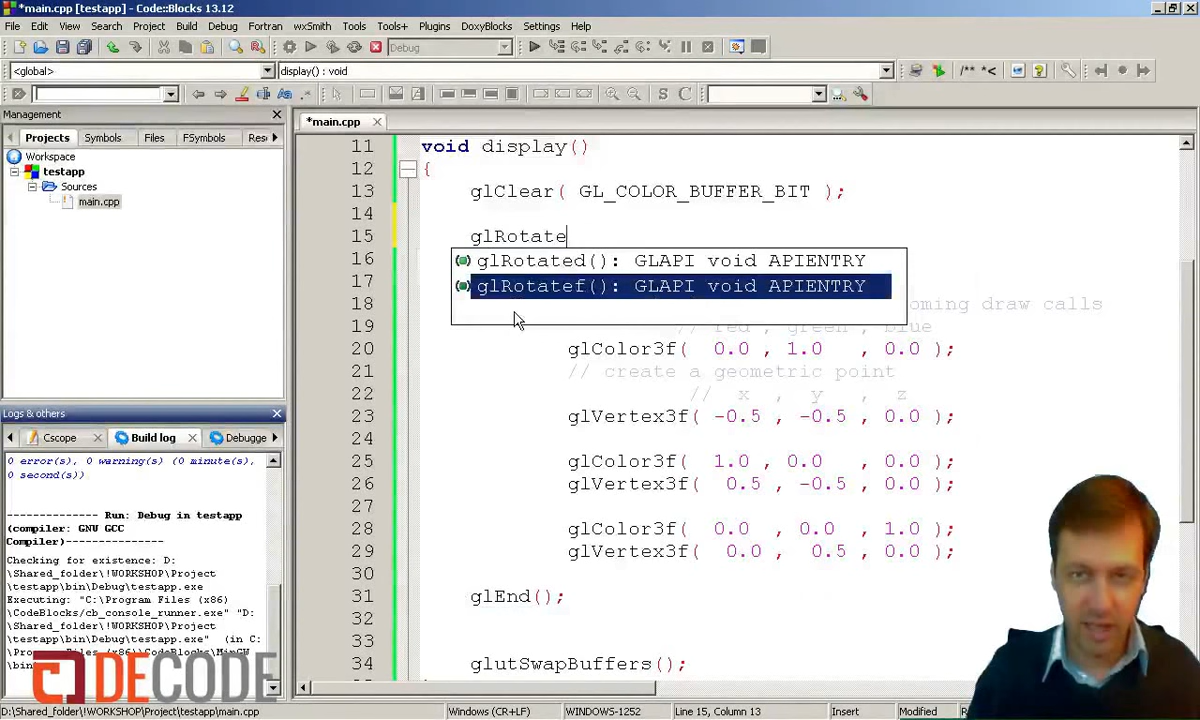 *main.cpp [testapp] - Code::Blocks 13.12
File Edit View Search Project Build Debug Fortran wxSmith Tools Tools+ Plugins DoxyBlocks Settings Help
Debug
<global>
display() : void
/** *<
S C
Management
*main.cpp
Projects Symbols Files FSymbols
Workspace
testapp
Sources
main.cpp
11 void display()
12 {
13 glClear( GL_COLOR_BUFFER_BIT );
14
15 glRotate
glRotated(): GLAPI void APIENTRY
glRotatef(): GLAPI void APIENTRY
16
17
18 oming draw calls
19 // red , green , blue
20 glColor3f( 0.0 , 1.0 , 0.0 );
21 // create a geometric point
22 // x , y , z
23 glVertex3f( -0.5 , -0.5 , 0.0 );
24
25 glColor3f( 1.0 , 0.0 , 0.0 );
26 glVertex3f( 0.5 , -0.5 , 0.0 );
27
28 glColor3f( 0.0 , 0.0 , 1.0 );
29 glVertex3f( 0.0 , 0.5 , 0.0 );
30
31 glEnd();
32
33
34 glutSwapBuffers();
Logs & others
Cscope Build log Debugge
0 error(s), 0 warning(s) (0 minute(s),
0 second(s))
-------------- Run: Debug in testapp
(compiler: GNU GCC
Compiler)---------------
Checking for existence: D:
\Shared_folder\!WORKSHOP\Project
\testapp\bin\Debug\testapp.exe
Executing: "C:\Program Files (x86)
\CodeBlocks/cb_console_runner.exe" "D:
\Shared_folder\!WORKSHOP\Project
\testapp\bin\Debug\testapp.exe" (in C:
DECODE
D:\Shared_folder\!WORKSHOP\Project\testapp\main.cpp
Windows (CR+LF)
WINDOWS-1252
Line 15, Column 13
Insert
Modified